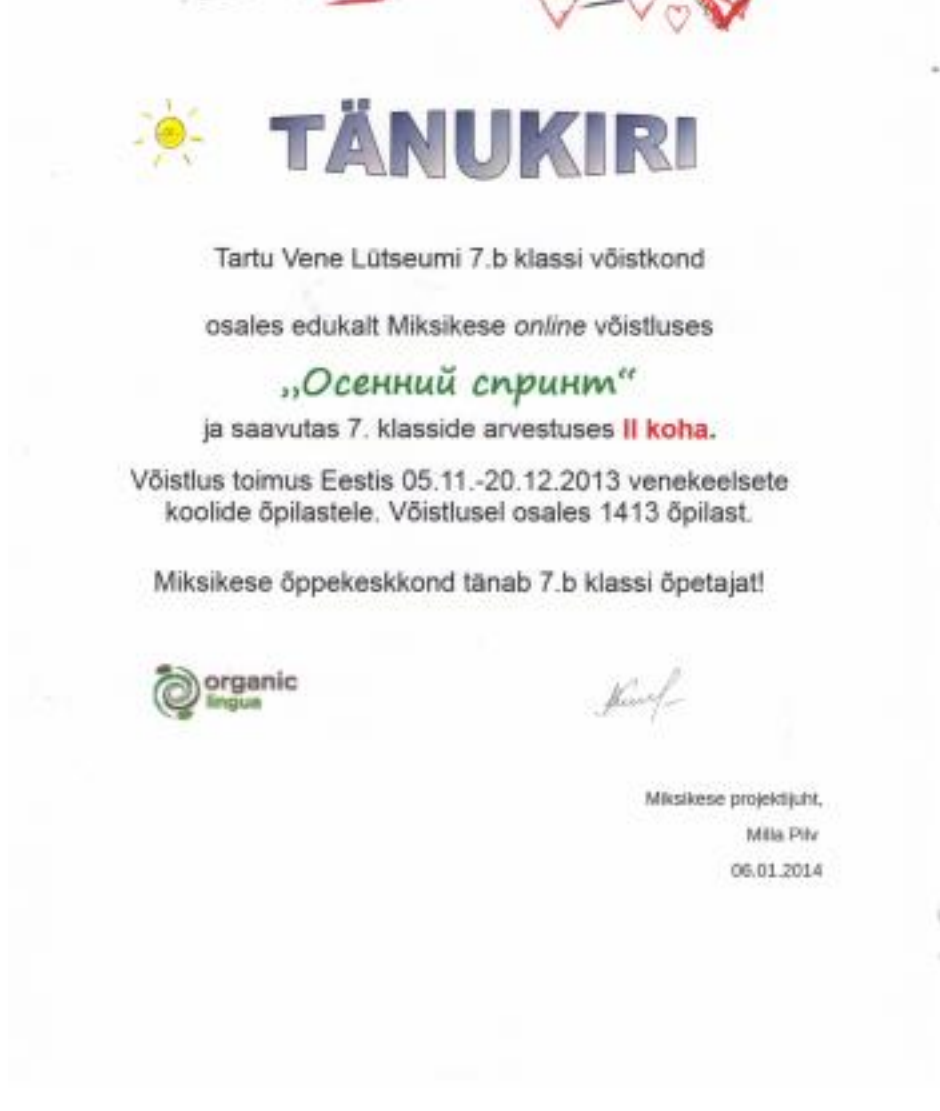 TÄNUKIRI
Tartu Vene Lütseumi 7.b klassi võistkond
osales edukalt Miksikese online võistluses
„Осенний спринт“
ja saavutas 7. klasside arvestuses II koha.
Võistlus toimus Eestis 05.11.-20.12.2013 venekeelsete
koolide õpilastele. Võistlusel osales 1413 õpilast.
Miksikese õppekeskkond tänab 7.b klassi õpetajat!
organic
lingua
Miksikese projektijuht,
Milla Pilv
06.01.2014